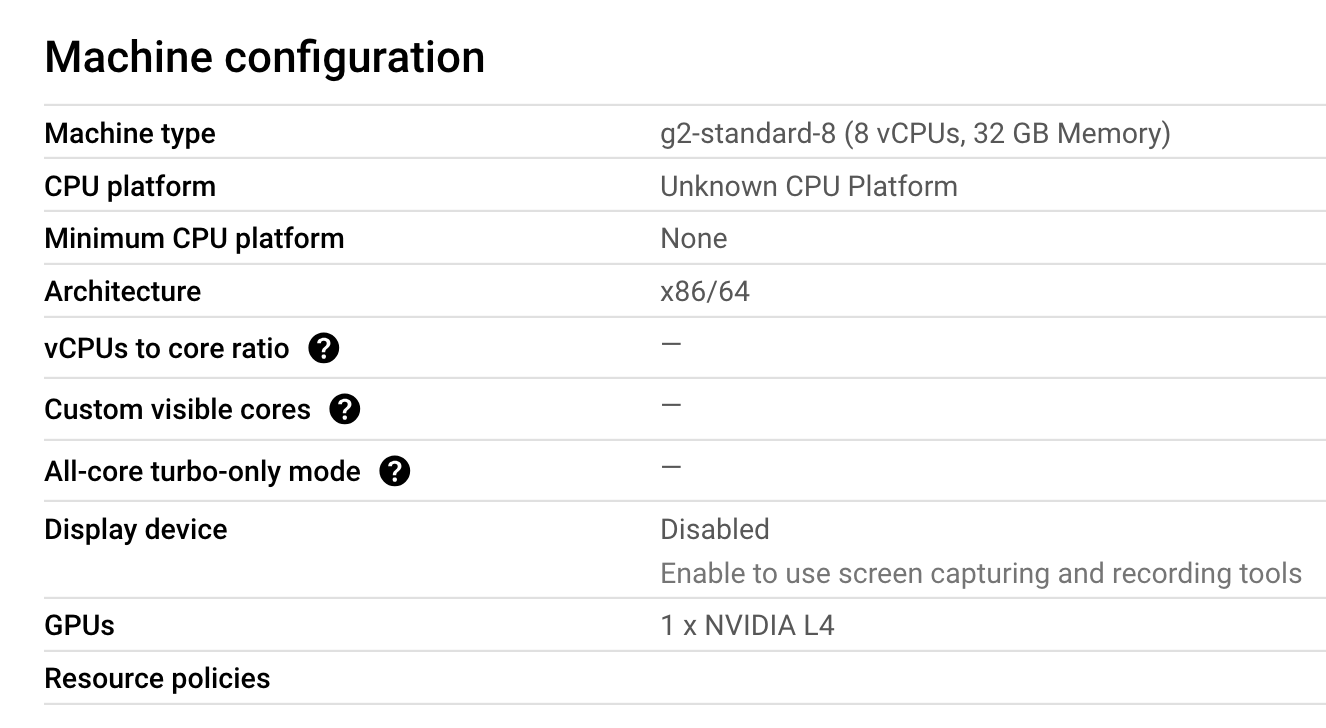 Machine configuration
Machine type g2-standard-8 (8 vCPUs, 32 GB Memory)
CPU platform Unknown CPU Platform
Minimum CPU platform None
Architecture x86/64
vCPUs to core ratio ? —
Custom visible cores ? —
All-core turbo-only mode ? —
Display device Disabled
Enable to use screen capturing and recording tools
GPUs 1 x NVIDIA L4
Resource policies